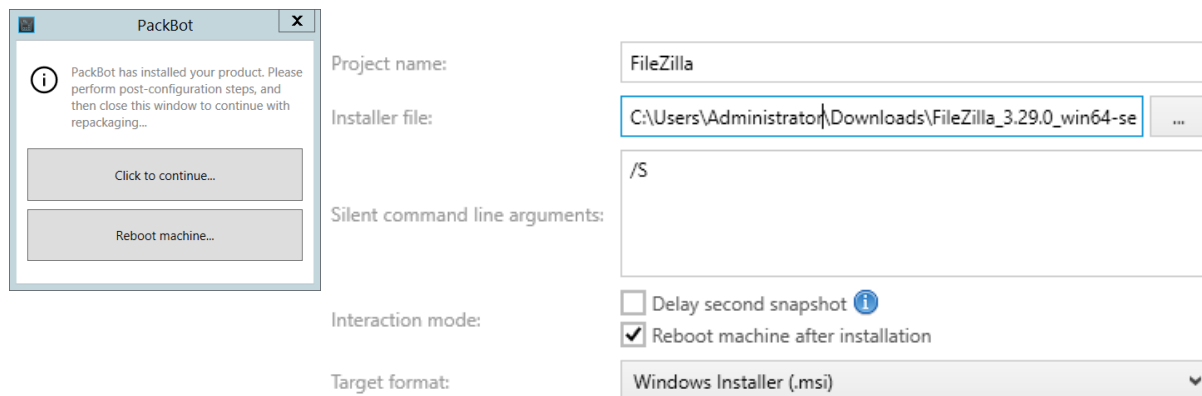 PackBot
X
PackBot has installed your product. Please
perform post-configuration steps, and
then close this window to continue with
repackaging...
Click to continue...
Reboot machine...
Project name:
FileZilla
Installer file:
C:\Users\Administrator\Downloads\FileZilla_3.29.0_win64-se
...
Silent command line arguments:
/S
Interaction mode:
Delay second snapshot
Reboot machine after installation
Target format:
Windows Installer (.msi)